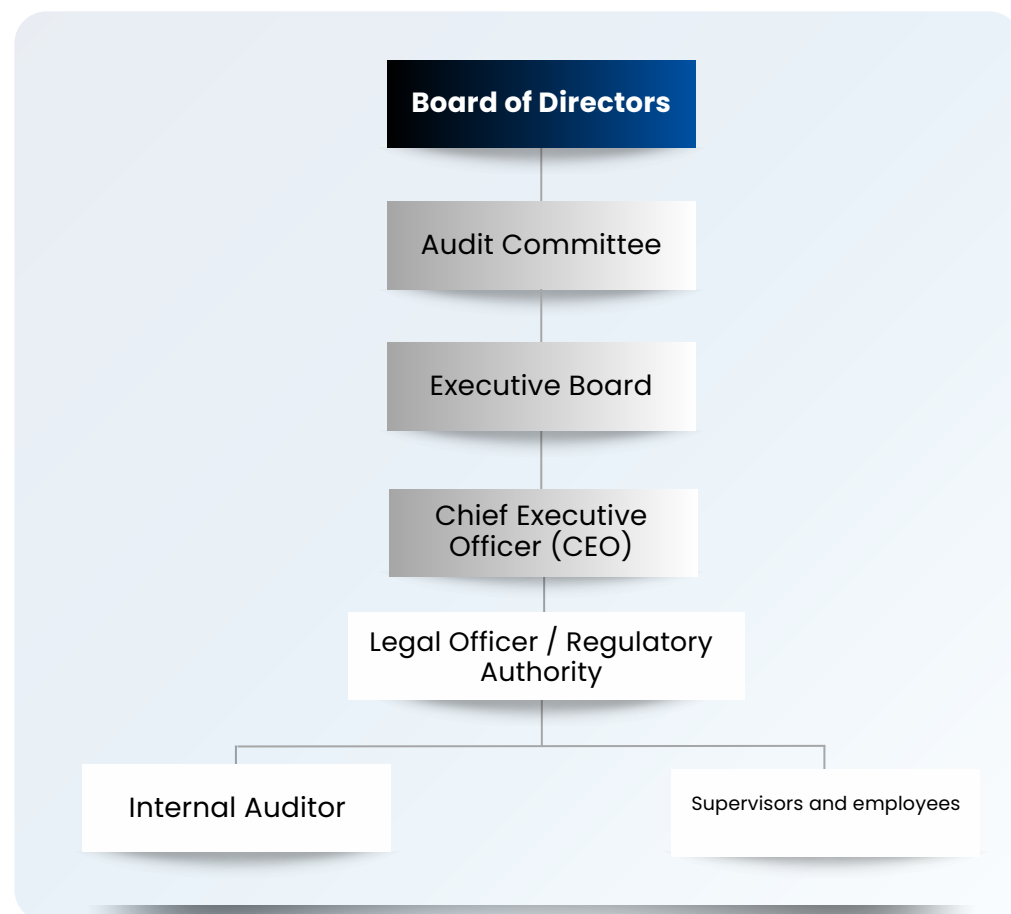 Board of Directors
Audit Committee
Executive Board
Chief Executive
Officer (CEO)
Legal Officer / Regulatory
Authority
Internal Auditor
Supervisors and employees